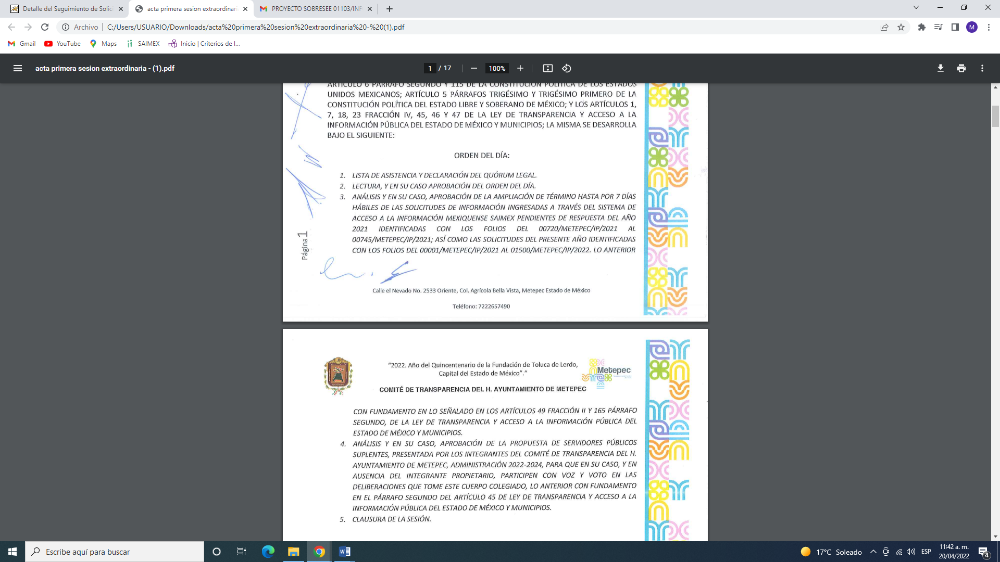 Detalle del Seguimiento de Solici
acta primera sesion extraordinari
PROYECTO SOBRESEE 01103/INF
Archivo
C:/Users/USUARIO/Downloads/acta%20primera%20sesion%20extraordinaria%20-%20(1).pdf
M
Gmail
YouTube
Maps
SAIMEX
Inicio | Criterios de I...
acta primera sesion extraordinaria - (1).pdf
1 / 17
100%
ARTÍCULO 6 PÁRRAFO SEGUNDO Y 115 DE LA CONSTITUCIÓN POLÍTICA DE LOS ESTADOS
UNIDOS MEXICANOS; ARTÍCULO 5 PÁRRAFOS TRIGÉSIMO Y TRIGÉSIMO PRIMERO DE LA
CONSTITUCIÓN POLÍTICA DEL ESTADO LIBRE Y SOBERANO DE MÉXICO; Y LOS ARTÍCULOS 1,
7, 18, 23 FRACCIÓN IV, 45, 46 Y 47 DE LA LEY DE TRANSPARENCIA Y ACCESO A LA
INFORMACIÓN PÚBLICA DEL ESTADO DE MÉXICO Y MUNICIPIOS; LA MISMA SE DESARROLLA
BAJO EL SIGUIENTE:
ORDEN DEL DÍA:
1. LISTA DE ASISTENCIA Y DECLARACIÓN DEL QUÓRUM LEGAL.
2. LECTURA, Y EN SU CASO APROBACIÓN DEL ORDEN DEL DÍA.
3. ANÁLISIS Y EN SU CASO, APROBACIÓN DE LA AMPLIACIÓN DE TÉRMINO HASTA POR 7 DÍAS
HÁBILES DE LAS SOLICITUDES DE INFORMACIÓN INGRESADAS A TRAVÉS DEL SISTEMA DE
ACCESO A LA INFORMACIÓN MEXIQUENSE SAIMEX PENDIENTES DE RESPUESTA DEL AÑO
2021 IDENTIFICADAS CON LOS FOLIOS DEL 00720/METEPEC/IP/2021 AL
00745/METEPEC/IP/2021; ASÍ COMO LAS SOLICITUDES DEL PRESENTE AÑO IDENTIFICADAS
CON LOS FOLIOS DEL 00001/METEPEC/IP/2021 AL 01500/METEPEC/IP/2022. LO ANTERIOR
Página 1
Calle el Nevado No. 2533 Oriente, Col. Agrícola Bella Vista, Metepec Estado de México
Teléfono: 7222657490
“2022. Año del Quincentenario de la Fundación de Toluca de Lerdo,
Capital del Estado de México”.”
Metepec
COMITÉ DE TRANSPARENCIA DEL H. AYUNTAMIENTO DE METEPEC
CON FUNDAMENTO EN LO SEÑALADO EN LOS ARTÍCULOS 49 FRACCIÓN II Y 165 PÁRRAFO
SEGUNDO, DE LA LEY DE TRANSPARENCIA Y ACCESO A LA INFORMACIÓN PÚBLICA DEL
ESTADO DE MÉXICO Y MUNICIPIOS.
4. ANÁLISIS Y EN SU CASO, APROBACIÓN DE LA PROPUESTA DE SERVIDORES PÚBLICOS
SUPLENTES, PRESENTADA POR LOS INTEGRANTES DEL COMITÉ DE TRANSPARENCIA DEL H.
AYUNTAMIENTO DE METEPEC, ADMINISTRACIÓN 2022-2024, PARA QUE EN SU CASO, Y EN
AUSENCIA DEL INTEGRANTE PROPIETARIO, PARTICIPEN CON VOZ Y VOTO EN LAS
DELIBERACIONES QUE TOME ESTE CUERPO COLEGIADO, LO ANTERIOR CON FUNDAMENTO
EN EL PÁRRAFO SEGUNDO DEL ARTÍCULO 45 DE LEY DE TRANSPARENCIA Y ACCESO A LA
INFORMACIÓN PÚBLICA DEL ESTADO DE MÉXICO Y MUNICIPIOS.
5. CLAUSURA DE LA SESIÓN.
Escribe aquí para buscar
17°C Soleado
ESP
11:42 a. m.
20/04/2022
4